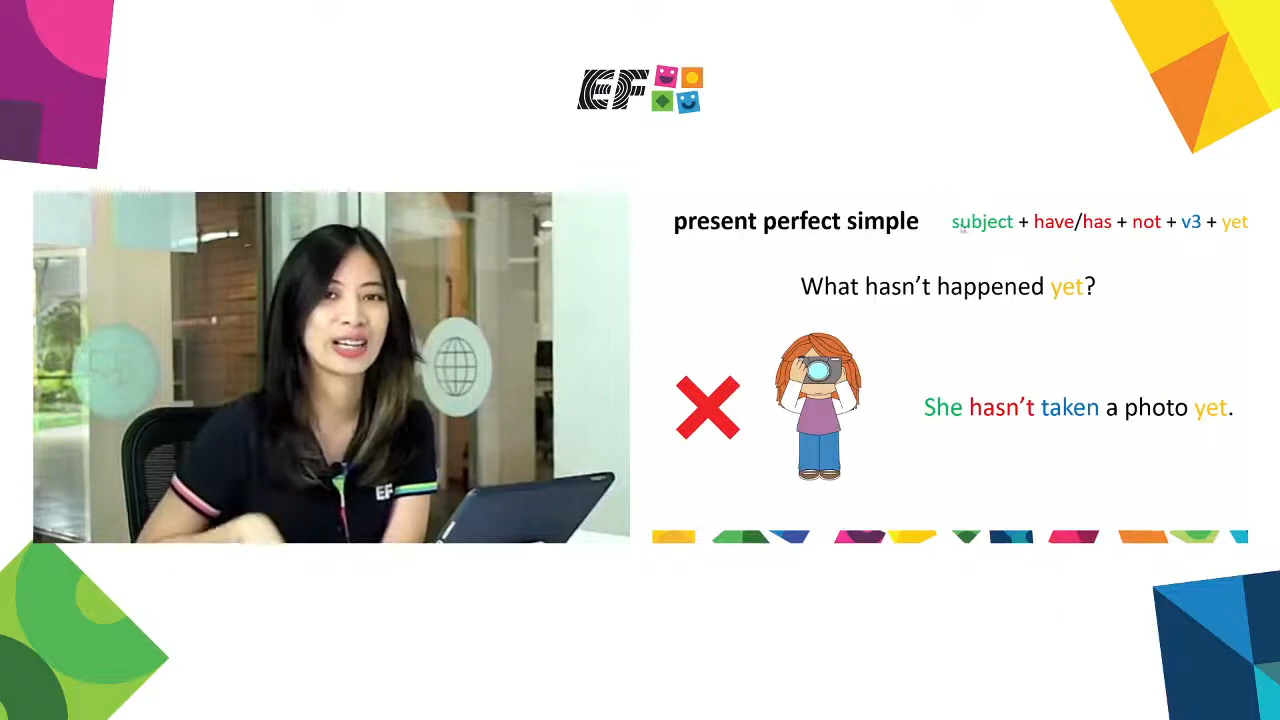 EF
present perfect simple
subject + have/has + not + v3 + yet
What hasn't happened yet?
EF
She hasn't taken a photo yet.